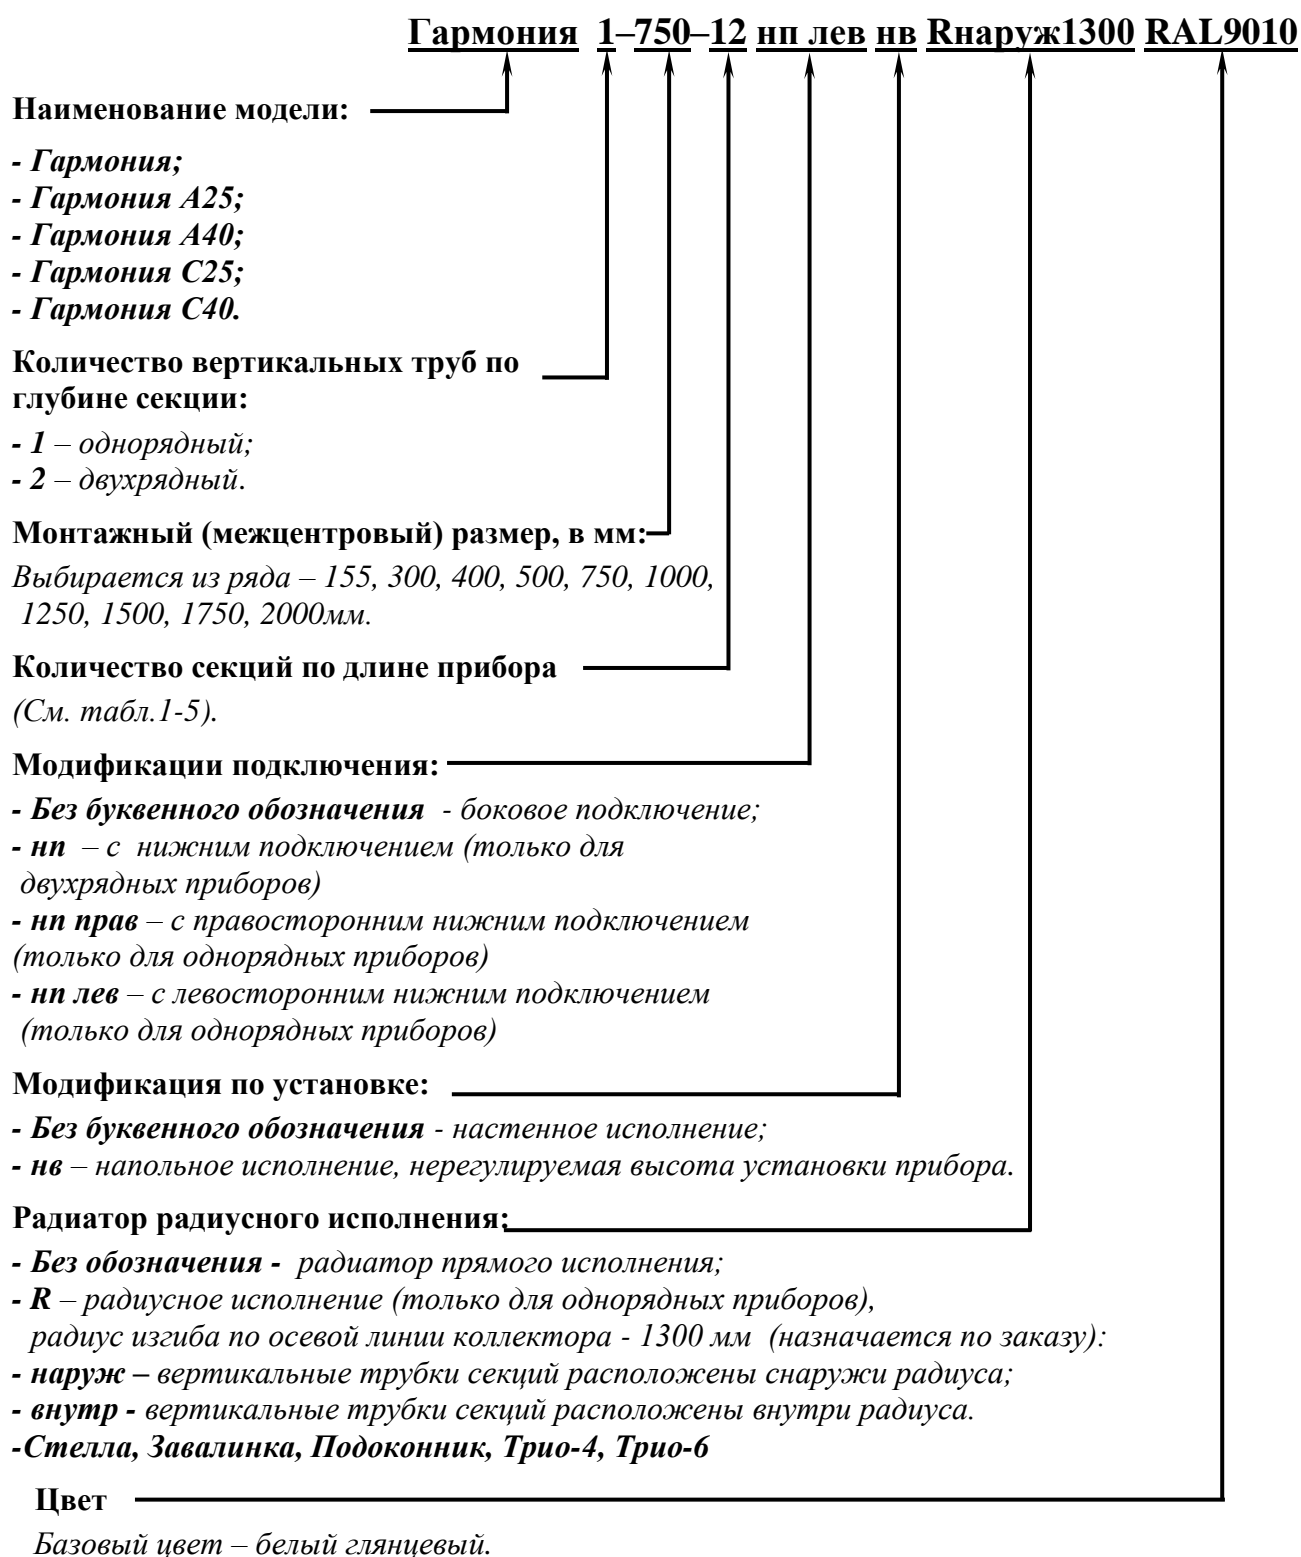 Гармония 1–750–12 нп лев нв Rнаруж1300 RAL9010
Наименование модели:
- Гармония;
- Гармония А25;
- Гармония А40;
- Гармония С25;
- Гармония С40.
Количество вертикальных труб по
глубине секции:
- 1 – однорядный;
- 2 – двухрядный.
Монтажный (межцентровый) размер, в мм:
Выбирается из ряда – 155, 300, 400, 500, 750, 1000,
1250, 1500, 1750, 2000мм.
Количество секций по длине прибора
(См. табл.1-5).
Модификации подключения:
- Без буквенного обозначения - боковое подключение;
- нп – с нижним подключением (только для
двухрядных приборов)
- нп прав – с правосторонним нижним подключением
(только для однорядных приборов)
- нп лев – с левосторонним нижним подключением
(только для однорядных приборов)
Модификация по установке:
- Без буквенного обозначения - настенное исполнение;
- нв – напольное исполнение, нерегулируемая высота установки прибора.
Радиатор радиусного исполнения:
- Без обозначения - радиатор прямого исполнения;
- R – радиусное исполнение (только для однорядных приборов),
радиус изгиба по осевой линии коллектора - 1300 мм (назначается по заказу):
- наруж – вертикальные трубки секций расположены снаружи радиуса;
- внутр - вертикальные трубки секций расположены внутри радиуса.
-Стелла, Завалинка, Подоконник, Трио-4, Трио-6
Цвет
Базовый цвет – белый глянцевый.